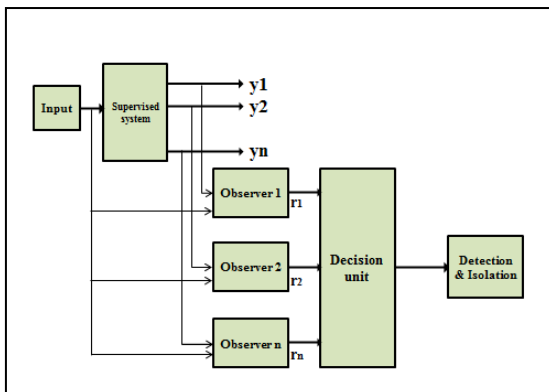 y1
Input
Supervised
system
y2
yn
Observer 1
r1
Observer 2
r2
Decision
unit
Detection
& Isolation
Observer n
rn